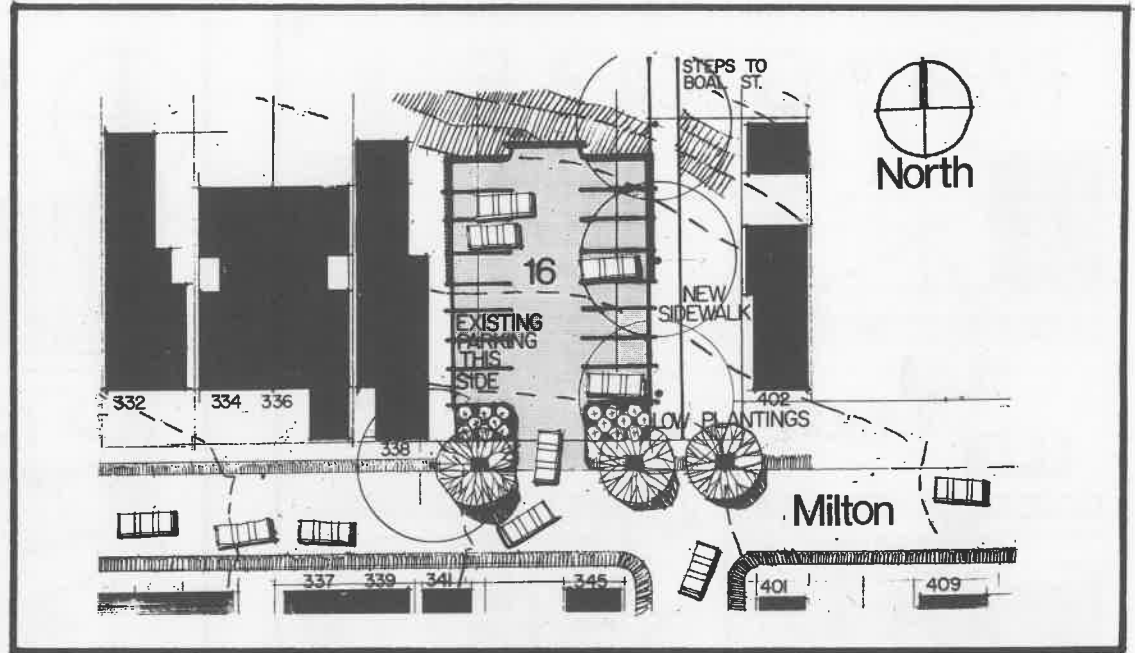 STEPS TO
BOAL ST.
North
16
NEW
SIDEWALK
EXISTING
PARKING
THIS
SIDE
332
334
336
402
LOW PLANTINGS
338
Milton
337
339
341
345
401
409